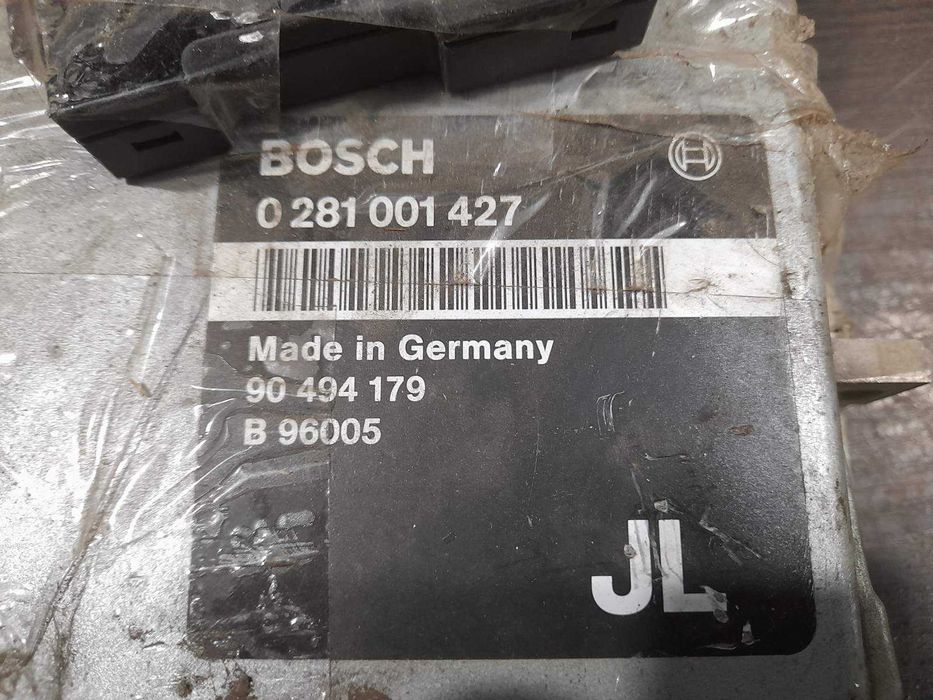 BOSCH
0 281 001 427
Made in Germany
90 494 179
B 96005
JL